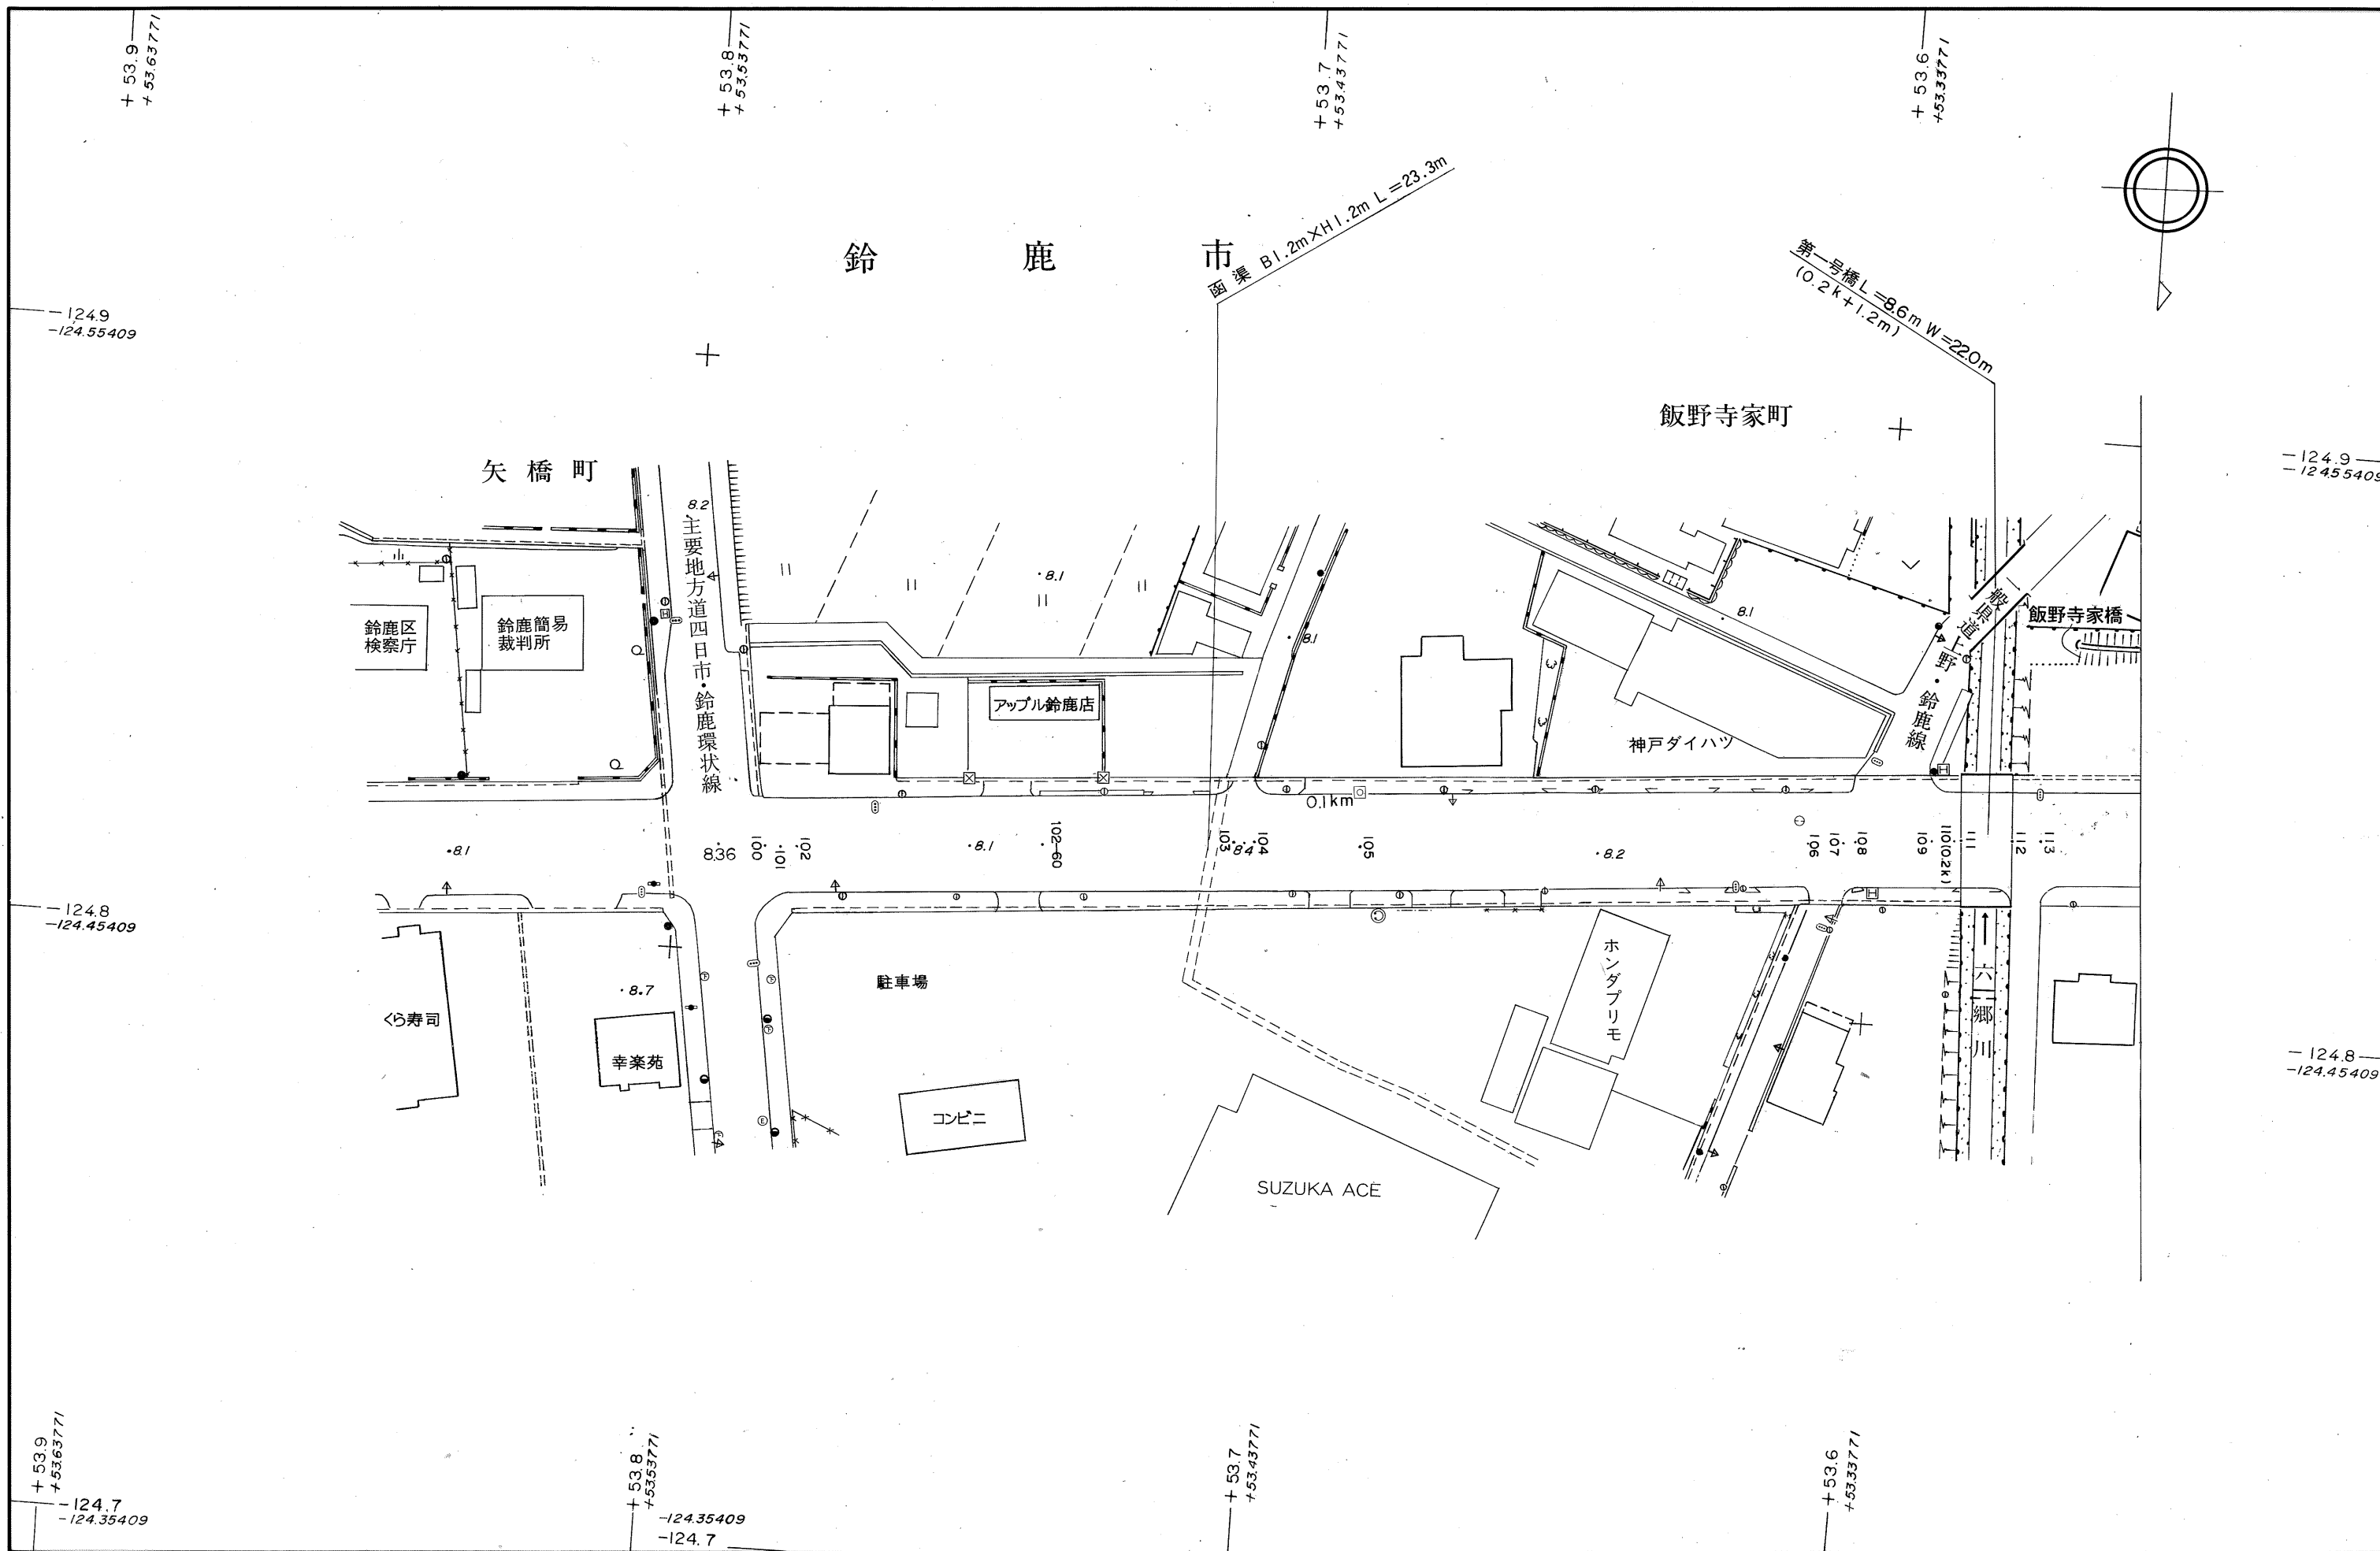 +53.9
+53.63771
+53.8
+53.53771
+53.7
+53.43771
+53.6
+53.33771
函渠 B1.2m×H1.2m L=23.3m
第一号橋 L=8.6m W=22.0m
(0.2k+1.2m)
鈴鹿市
-124.9
-124.55409
-124.9
-124.55409
飯野寺家町
矢橋町
8.2
主要地方道四日市・鈴鹿環状線
8.1
8.1
8.1
鈴鹿区
検察庁
鈴鹿簡易
裁判所
一般県道上野・鈴鹿線
飯野寺家橋
アップル鈴鹿店
神戸ダイハツ
0.1km
8.1
8.36
100
101
102
8.1
102-60
103
8.4
104
105
8.2
106
107
108
109
110(0.2k)
111
112
113
-124.8
-124.45409
くら寿司
8.7
幸楽苑
駐車場
コンビニ
ホンダプリモ
六郷川
SUZUKA ACE
-124.8
-124.45409
+53.9
+53.63771
+53.8
+53.53771
+53.7
+53.43771
+53.6
+53.33771
-124.7
-124.35409
-124.35409
-124.7